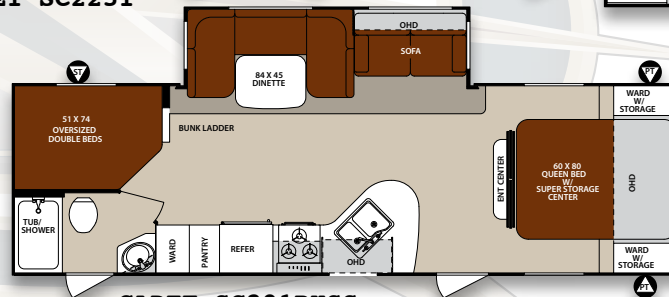 SC2251
OHD
SOFA
84 X 45
DINETTE
ST
PT
WARD
W/
STORAGE
51 X 74
OVERSIZED
DOUBLE BEDS
BUNK LADDER
ENT CENTER
60 X 80
QUEEN BED
W/
SUPER STORAGE
CENTER
OHD
TUB/
SHOWER
WARD
PANTRY
REFER
OHD
WARD
W/
STORAGE
PT